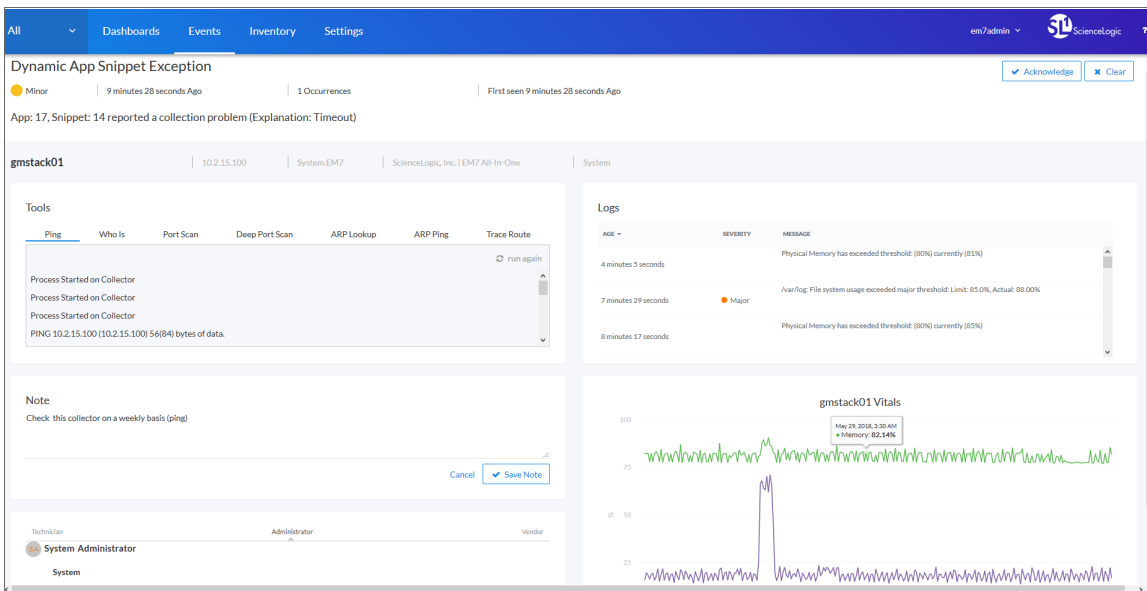 All Dashboards Events Inventory Settings em7admin SL1 ScienceLogic ?
Dynamic App Snippet Exception
Acknowledge Clear
Minor 9 minutes 28 seconds Ago 1 Occurrences First seen 9 minutes 28 seconds Ago
App: 17, Snippet: 14 reported a collection problem (Explanation: Timeout)
gmstack01 10.2.15.100 System.EM7 ScienceLogic, Inc. | EM7 All-In-One System
Tools
Ping Who Is Port Scan Deep Port Scan ARP Lookup ARP Ping Trace Route
run again
Process Started on Collector
Process Started on Collector
Process Started on Collector
PING 10.2.15.100 (10.2.15.100) 56(84) bytes of data.
Logs
AGE SEVERITY MESSAGE
4 minutes 5 seconds Physical Memory has exceeded threshold: (80%) currently (81%)
7 minutes 29 seconds Major /var/log: File system usage exceeded major threshold: Limit: 85.0%, Actual: 88.00%
8 minutes 17 seconds Physical Memory has exceeded threshold: (80%) currently (85%)
Note
Check this collector on a weekly basis (ping)
Cancel Save Note
gmstack01 Vitals
May 29, 2018, 3:30 AM
Memory: 82.14%
100
75
% 50
25
Technician Administrator Vendor
SA System Administrator
System